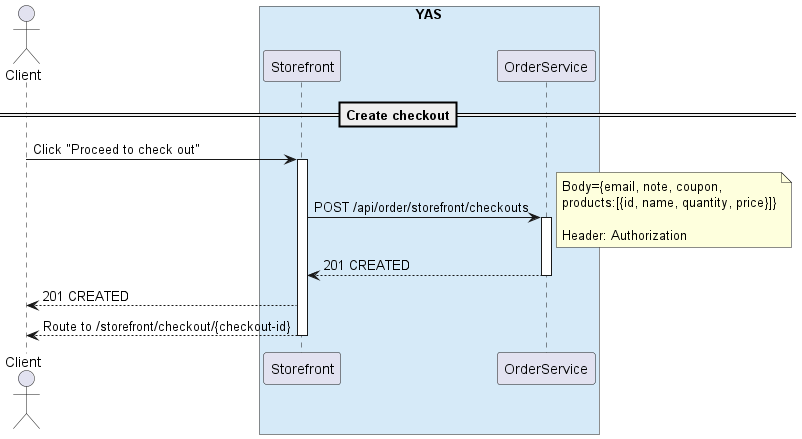 YAS
Client
Storefront
OrderService
Create checkout
Click "Proceed to check out"
Body={email, note, coupon,
products:[{id, name, quantity, price}]}
Header: Authorization
POST /api/order/storefront/checkouts
201 CREATED
201 CREATED
Route to /storefront/checkout/{checkout-id}
Client
Storefront
OrderService